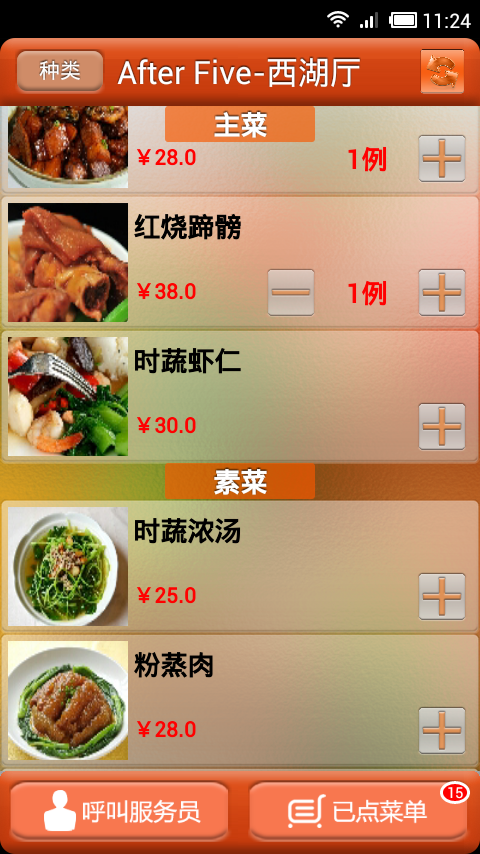 11:24
种类 After Five-西湖厅
主菜
￥28.0 1例
红烧蹄髈
￥38.0 1例
时蔬虾仁
￥30.0
素菜
时蔬浓汤
￥25.0
粉蒸肉
￥28.0
呼叫服务员 已点菜单 15